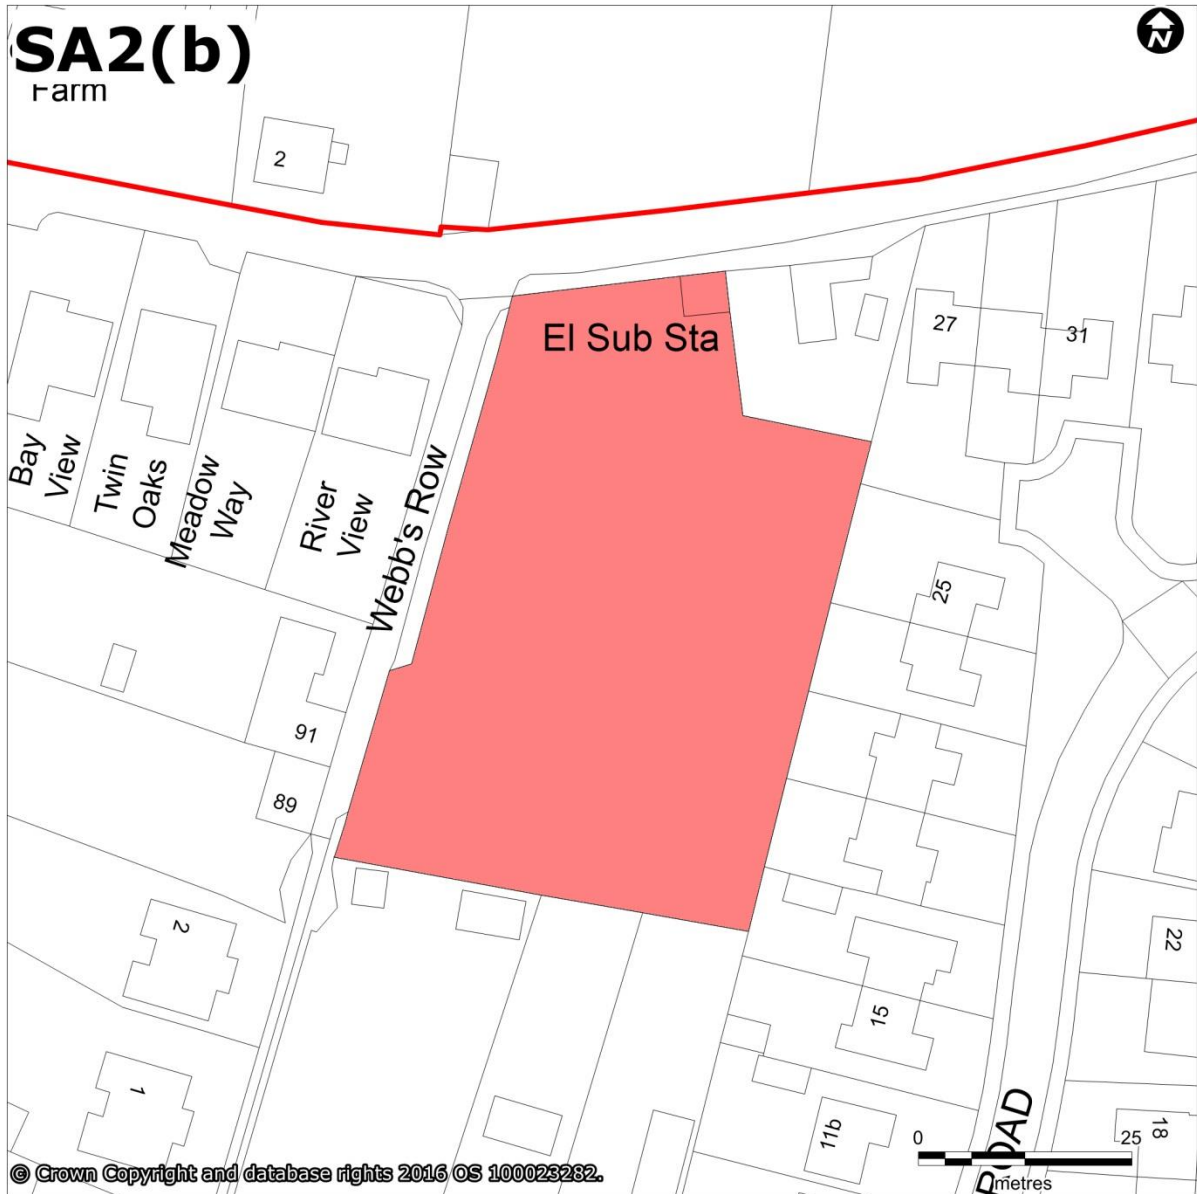 SA2(b)
N
Farm
2
El Sub Sta
27
31
Bay
View
Twin
Oaks
Meadow
Way
River
View
Webb's Row
25
91
89
2
22
15
1
11b
ROAD
18
0 25
metres
© Crown Copyright and database rights 2016 OS 100023282.